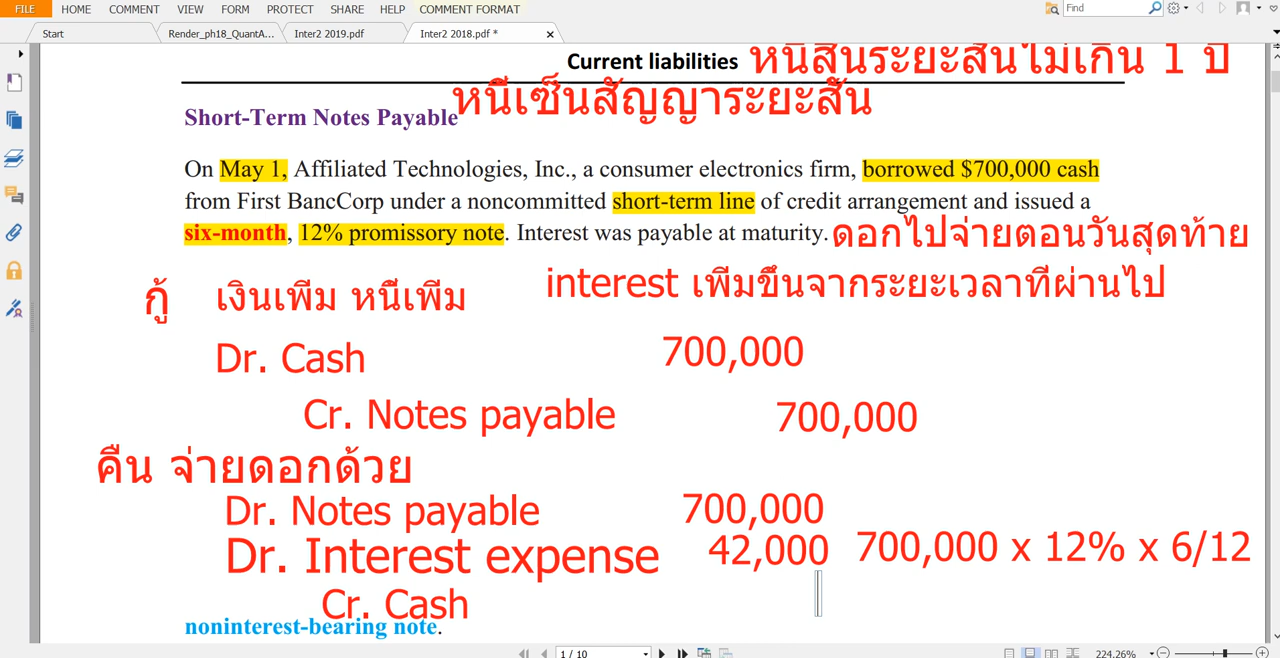 FILE HOME COMMENT VIEW FORM PROTECT SHARE HELP COMMENT FORMAT Find
Start Render_ph18_QuantA... Inter2 2019.pdf Inter2 2018.pdf *
Current liabilities หนี้สินระยะสั้นไม่เกิน 1 ปี
Short-Term Notes Payable หนี้เซ็นสัญญาระยะสั้น
On May 1, Affiliated Technologies, Inc., a consumer electronics firm, borrowed $700,000 cash
from First BancCorp under a noncommitted short-term line of credit arrangement and issued a
six-month, 12% promissory note. Interest was payable at maturity. ดอกไปจ่ายตอนวันสุดท้าย
กู้ เงินเพิ่ม หนี้เพิ่ม interest เพิ่มขึ้นจากระยะเวลาที่ผ่านไป
Dr. Cash 700,000
Cr. Notes payable 700,000
คืน จ่ายดอกด้วย
Dr. Notes payable 700,000
Dr. Interest expense 42,000 700,000 x 12% x 6/12
Cr. Cash
noninterest-bearing note.
1 / 10 224.26%